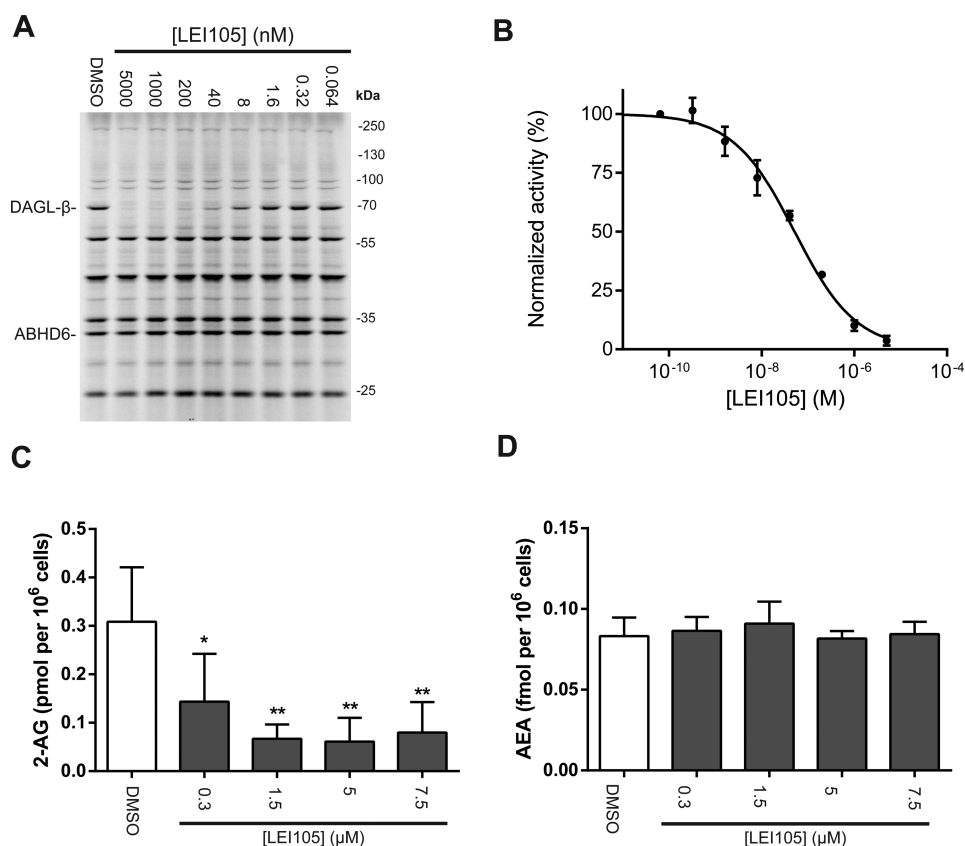 A
[LEI105] (nM)
DMSO 5000 1000 200 40 8 1.6 0.32 0.064 kDa
-250
-130
-100
DAGL-β- -70
-55
-35
ABHD6-
-25
B
Normalized activity (%)
100
75
50
25
0
10-10 10-8 10-6 10-4
[LEI105] (M)
C
2-AG (pmol per 106 cells)
0.5
0.4
0.3
0.2
0.1
0.0
* ** ** **
DMSO 0.3 1.5 5 7.5
[LEI105] (μM)
D
AEA (fmol per 106 cells)
0.15
0.10
0.05
0.00
DMSO 0.3 1.5 5 7.5
[LEI105] (μM)